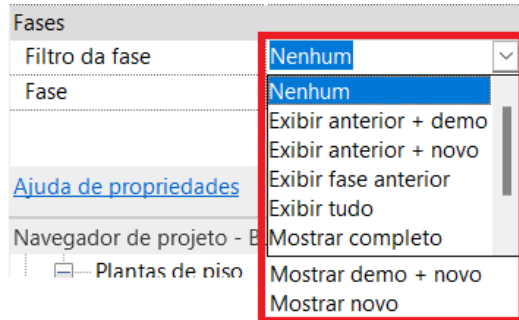 Fases
Filtro da fase Nenhum
Fase Nenhum
Exibir anterior + demo
Exibir anterior + novo
Ajuda de propriedades Exibir fase anterior
Exibir tudo
Navegador de projeto - B Mostrar completo
Plantas de piso Mostrar demo + novo
Mostrar novo